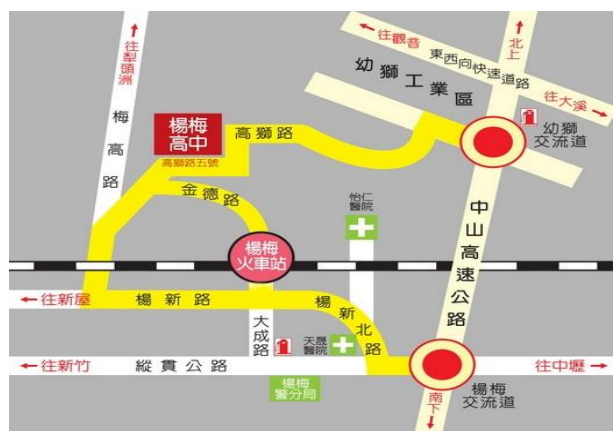 往犁頭洲
梅高路
楊梅
高中
高獅路五號
高獅路
金德路
往觀音
東西向快速道路
北上
往大溪
幼獅工業區
幼獅
交流道
怡仁
醫院
中山高速公路
楊梅
火車站
往新屋
楊新路
楊新北路
大成路
天晟
醫院
往新竹
縱貫公路
楊梅
警分局
往中壢
楊梅
交流道
南下